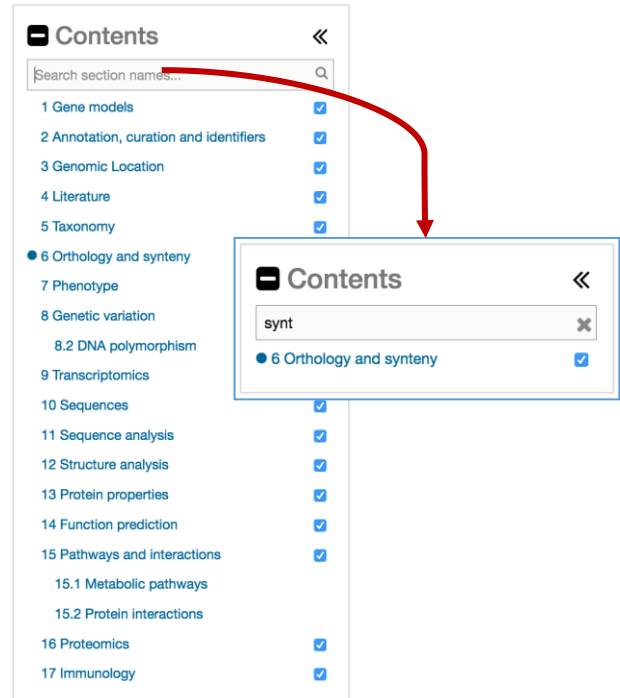 Contents
Search section names...
1 Gene models
2 Annotation, curation and identifiers
3 Genomic Location
4 Literature
5 Taxonomy
6 Orthology and synteny
7 Phenotype
8 Genetic variation
8.2 DNA polymorphism
9 Transcriptomics
10 Sequences
11 Sequence analysis
12 Structure analysis
13 Protein properties
14 Function prediction
15 Pathways and interactions
15.1 Metabolic pathways
15.2 Protein interactions
16 Proteomics
17 Immunology
Contents
synt
6 Orthology and synteny